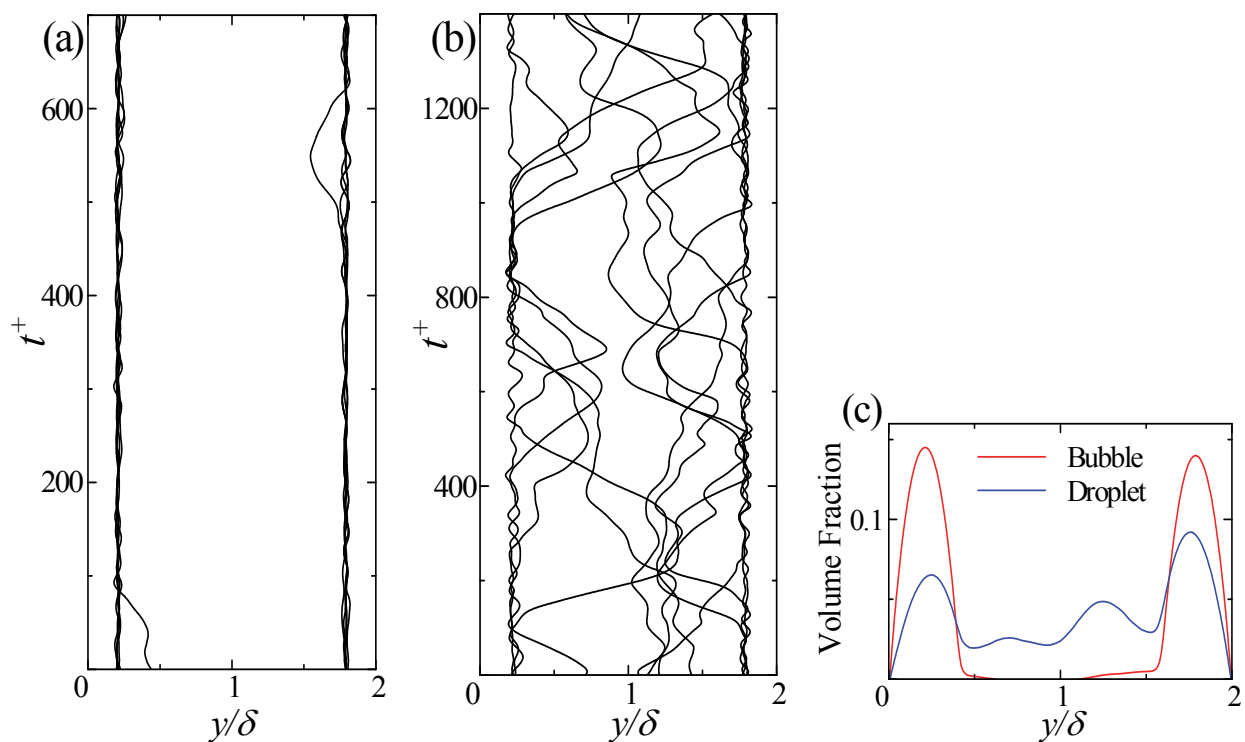 (a)
600
400
200
0
1
2
t+
y/δ
(b)
1200
800
400
0
1
2
t+
y/δ
(c)
Bubble
Droplet
0.1
Volume Fraction
0
1
2
y/δ